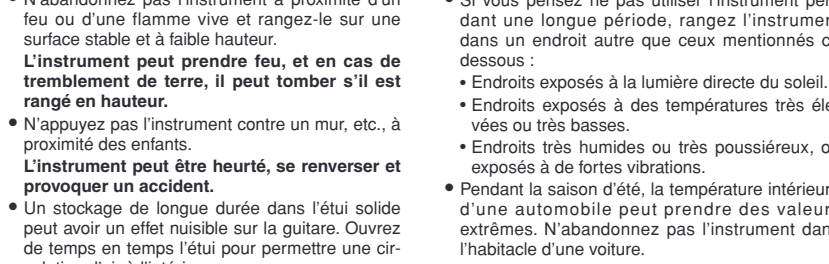 • N'abandonnez pas l'instrument à proximité d'un
feu ou d'une flamme vive et rangez-le sur une
surface stable et à faible hauteur.
L'instrument peut prendre feu, et en cas de
tremblement de terre, il peut tomber s'il est
rangé en hauteur.
• N'appuyez pas l'instrument contre un mur, etc., à
proximité des enfants.
L'instrument peut être heurté, se renverser et
provoquer un accident.
• Un stockage de longue durée dans l'étui solide
peut avoir un effet nuisible sur la guitare. Ouvrez
de temps en temps l'étui pour permettre une cir-
• Si vous pensez ne pas utiliser l'instrument pen
dant une longue période, rangez l'instrumen
dans un endroit autre que ceux mentionnés c
dessous :
• Endroits exposés à la lumière directe du soleil.
• Endroits exposés à des températures très élé
vées ou très basses.
• Endroits très humides ou très poussiéreux, o
exposés à de fortes vibrations.
• Pendant la saison d'été, la température intérieur
d'une automobile peut prendre des valeur
extrêmes. N'abandonnez pas l'instrument dan
l'habitacle d'une voiture.